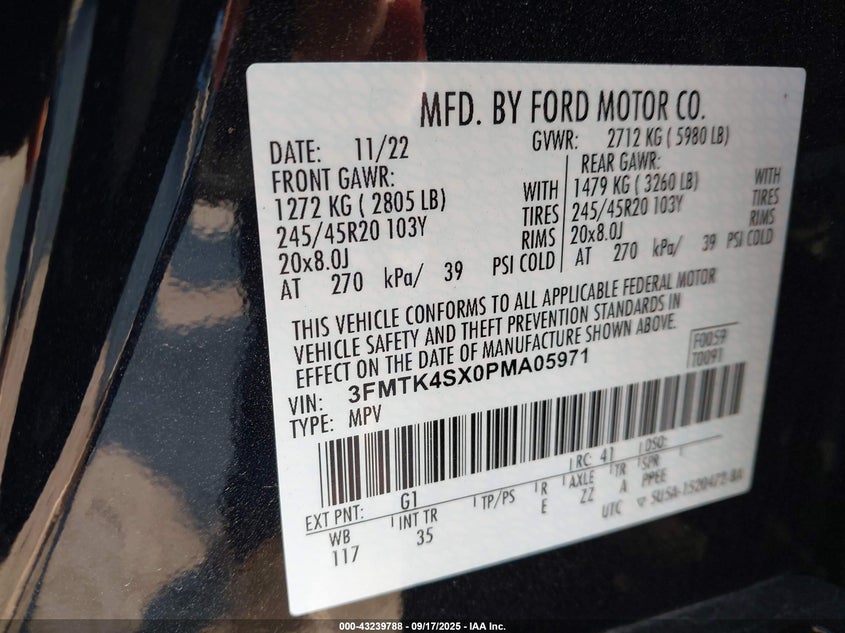 MFD. BY FORD MOTOR CO.
DATE: 11/22 GVWR: 2712 KG ( 5980 LB)
FRONT GAWR: REAR GAWR:
1272 KG ( 2805 LB) WITH 1479 KG ( 3260 LB) WITH
245/45R20 103Y TIRES 245/45R20 103Y TIRES
20x8.0J RIMS 20x8.0J RIMS
AT 270 kPa/ 39 PSI COLD AT 270 kPa/ 39 PSI COLD
THIS VEHICLE CONFORMS TO ALL APPLICABLE FEDERAL MOTOR
VEHICLE SAFETY AND THEFT PREVENTION STANDARDS IN
EFFECT ON THE DATE OF MANUFACTURE SHOWN ABOVE.
F0059
T0091
VIN: 3FMTK4SX0PMA05971
TYPE: MPV
EXT PNT: G1 RC: 41 DSO:
WB INT TR TP/PS R AXLE TR SPR
117 35 E ZZ A PPEE
UTC
000-43239788 - 09/17/2025 - IAA Inc.